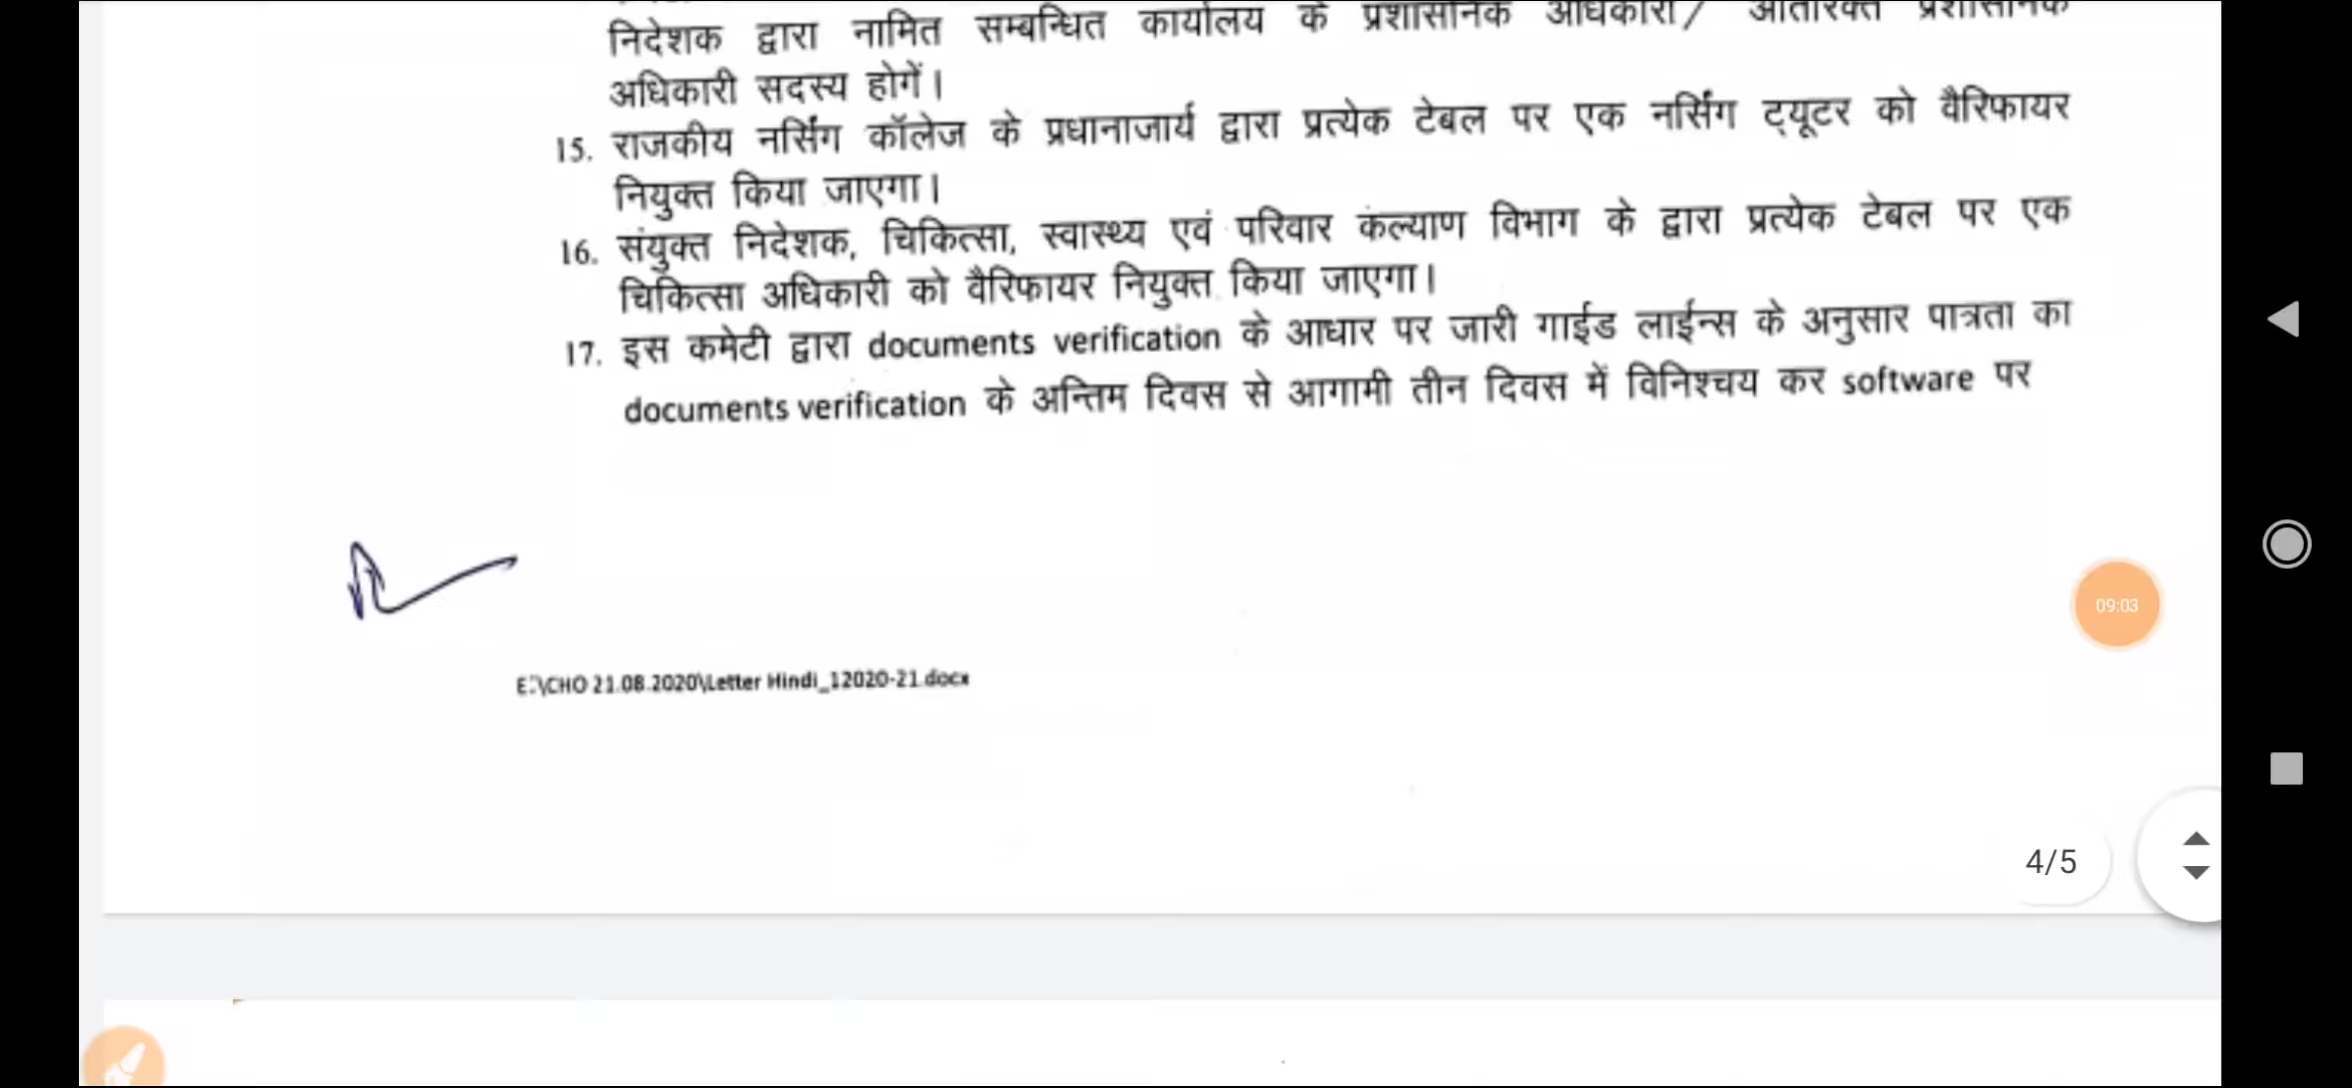 निदेशक द्वारा नामित सम्बन्धित कार्यालय के प्रशासनिक अधिकारी/ अतिरिक्त प्रशासनिक
अधिकारी सदस्य होगें।
15. राजकीय नर्सिंग कॉलेज के प्रधानाजार्य द्वारा प्रत्येक टेबल पर एक नर्सिंग ट्यूटर को वैरिफायर
नियुक्त किया जाएगा।
16. संयुक्त निदेशक, चिकित्सा, स्वास्थ्य एवं परिवार कल्याण विभाग के द्वारा प्रत्येक टेबल पर एक
चिकित्सा अधिकारी को वैरिफायर नियुक्त किया जाएगा।
17. इस कमेटी द्वारा documents verification के आधार पर जारी गाईड लाईन्स के अनुसार पात्रता का
documents verification के अन्तिम दिवस से आगामी तीन दिवस में विनिश्चय कर software पर
09:03
E:\CHO 21.08.2020\Letter Hindi_12020-21.docx
4/5